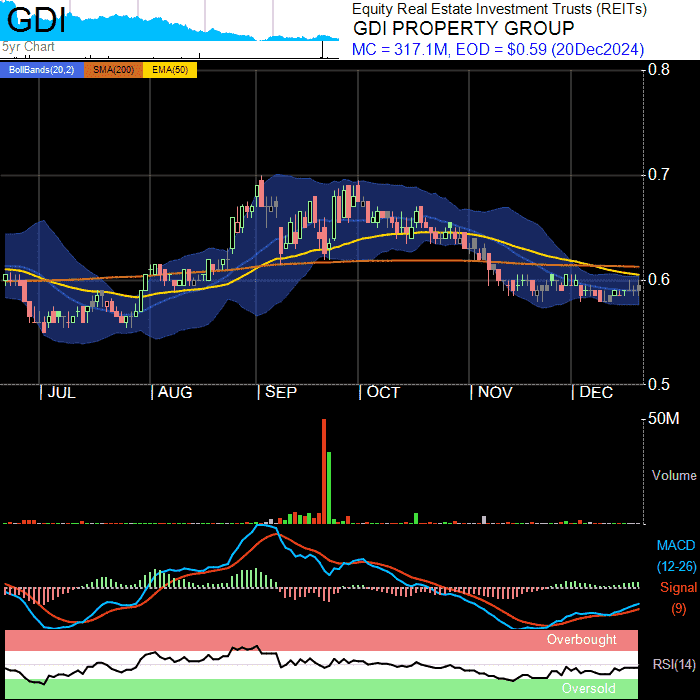 GDI
5yr Chart
Equity Real Estate Investment Trusts (REITs)
GDI PROPERTY GROUP
MC = 317.1M, EOD = $0.59 (20Dec2024)
BollBands(20,2) SMA(200) EMA(50)
0.8
0.7
0.6
0.5
JUL AUG SEP OCT NOV DEC
50M
Volume
MACD
(12-26)
Signal
(9)
Overbought
RSI(14)
Oversold